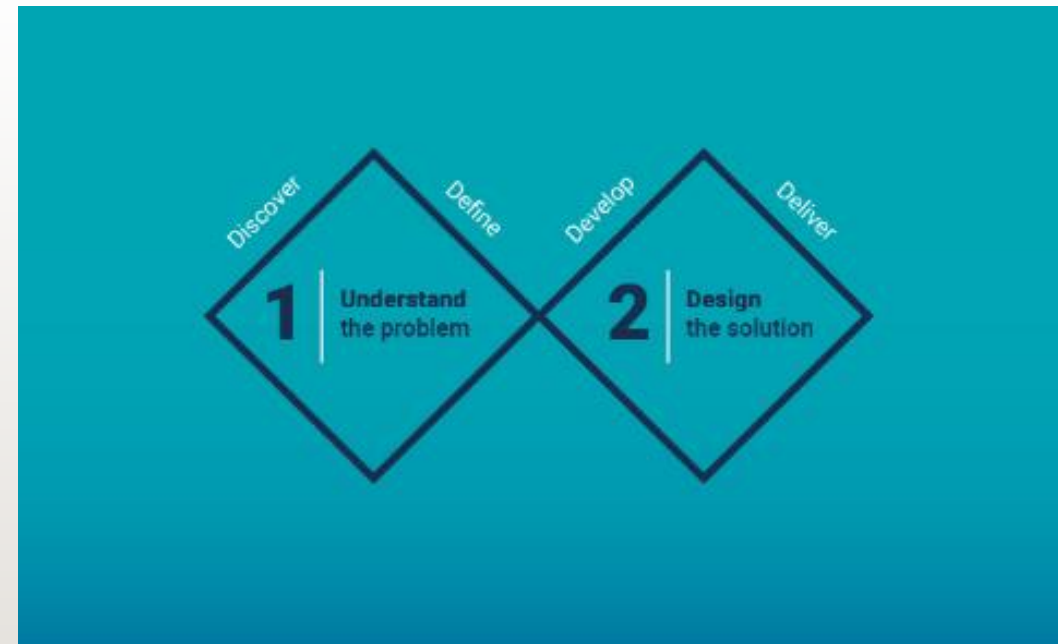 Discover
Define
Develop
Deliver
1
Understand
the problem
2
Design
the solution